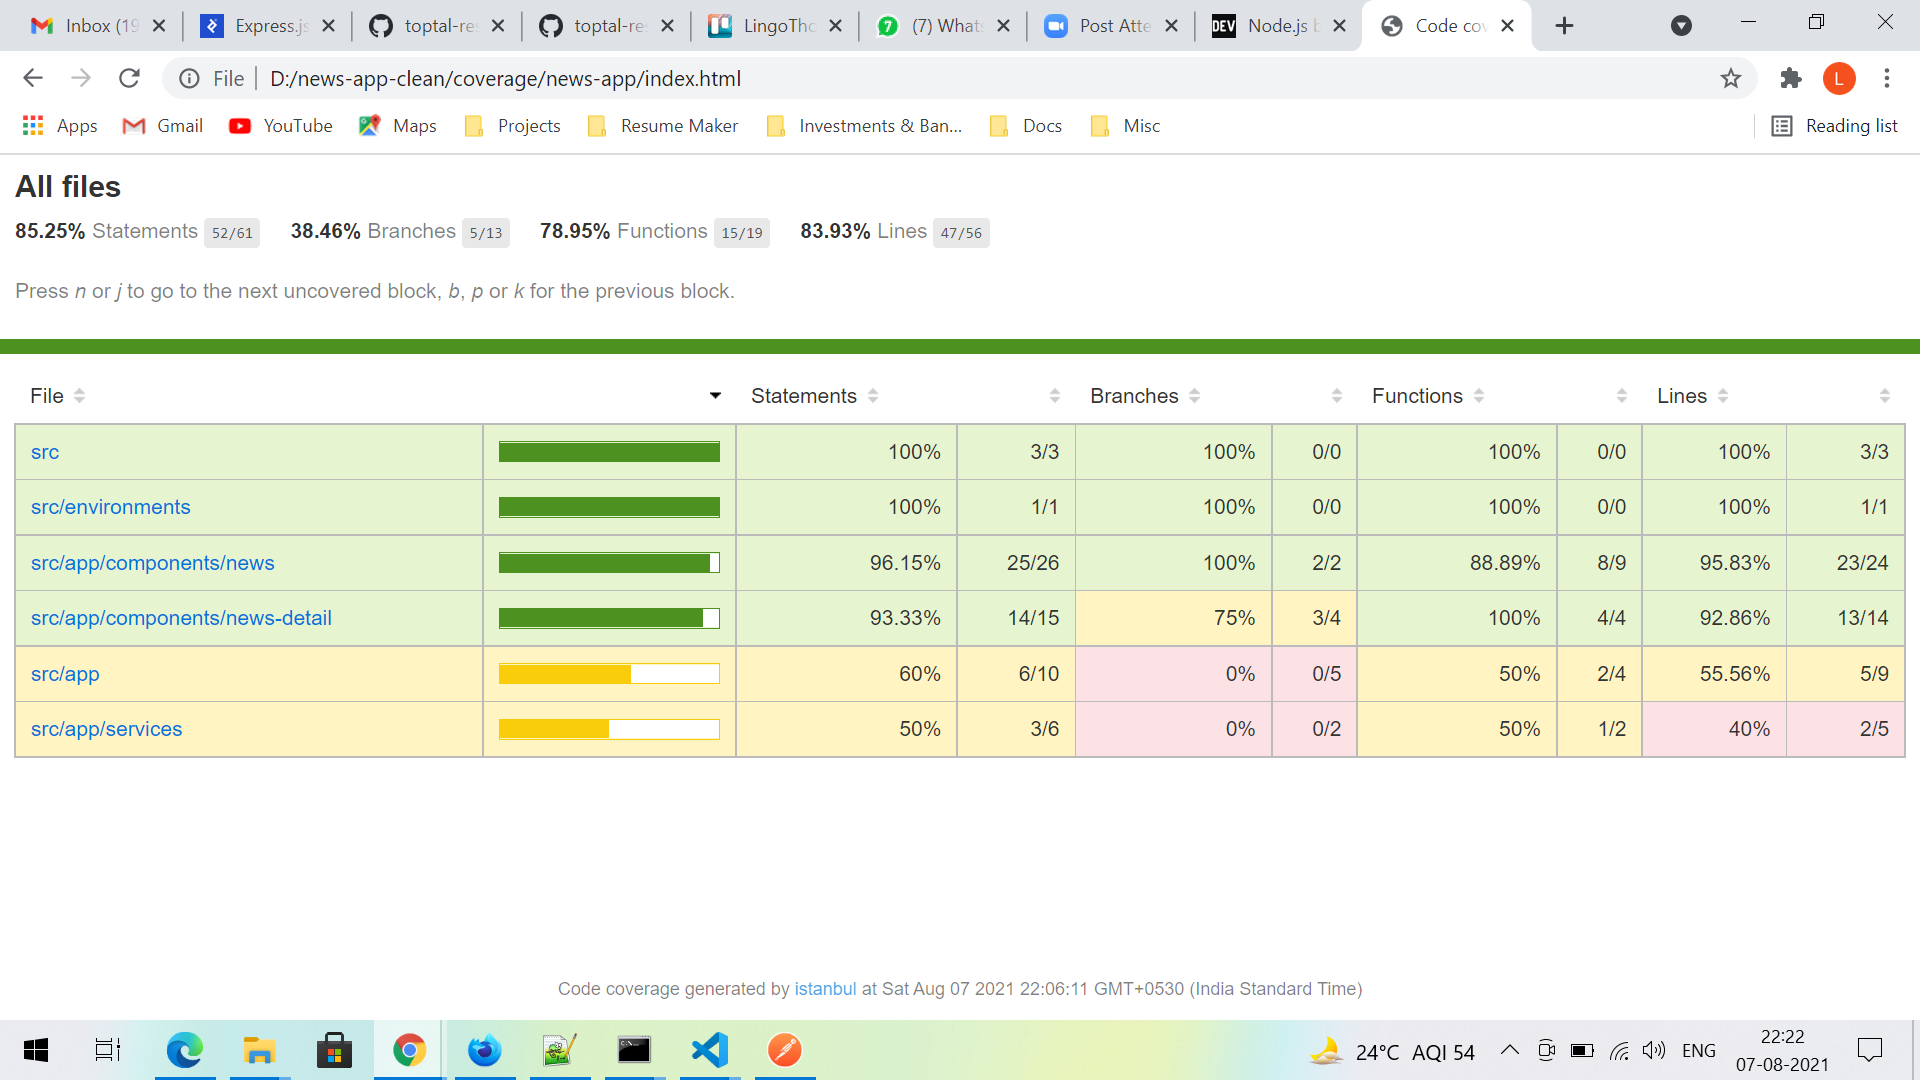 Inbox (19
Express.js
toptal-res
toptal-res
LingoTho
(7) Whats
Post Atte
Node.js b
Code cov
File
D:/news-app-clean/coverage/news-app/index.html
L
Apps
Gmail
YouTube
Maps
Projects
Resume Maker
Investments & Ban...
Docs
Misc
Reading list
All files
85.25% Statements 52/61 38.46% Branches 5/13 78.95% Functions 15/19 83.93% Lines 47/56
Press n or j to go to the next uncovered block, b, p or k for the previous block.
File Statements Branches Functions Lines
src 100% 3/3 100% 0/0 100% 0/0 100% 3/3
src/environments 100% 1/1 100% 0/0 100% 0/0 100% 1/1
src/app/components/news 96.15% 25/26 100% 2/2 88.89% 8/9 95.83% 23/24
src/app/components/news-detail 93.33% 14/15 75% 3/4 100% 4/4 92.86% 13/14
src/app 60% 6/10 0% 0/5 50% 2/4 55.56% 5/9
src/app/services 50% 3/6 0% 0/2 50% 1/2 40% 2/5
Code coverage generated by istanbul at Sat Aug 07 2021 22:06:11 GMT+0530 (India Standard Time)
24°C AQI 54
ENG
22:22
07-08-2021